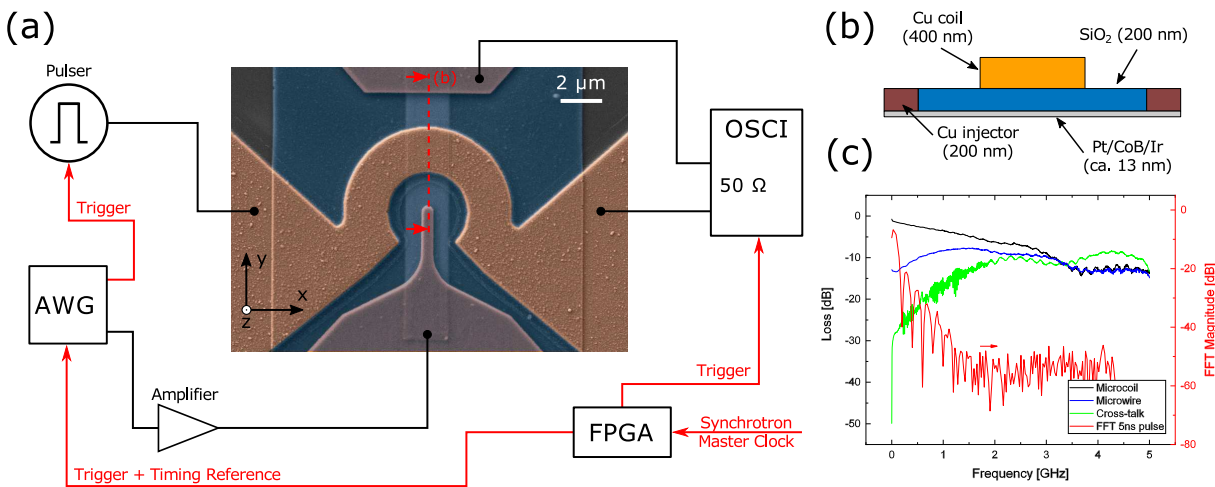 (a)
Pulser
(b)
2 µm
OSCI
50 Ω
Trigger
y
x
z
AWG
Amplifier
Trigger
FPGA
Synchrotron
Master Clock
Trigger + Timing Reference
(b)
Cu coil
(400 nm)
SiO₂ (200 nm)
Cu injector
(200 nm)
Pt/CoB/Ir
(ca. 13 nm)
(c)
Loss [dB]
0
-10
-20
-30
-40
-50
0
-20
-40
-60
-80
FFT Magnitude [dB]
Microcoil
Microwire
Cross-talk
FFT 5ns pulse
0 1 2 3 4 5
Frequency [GHz]